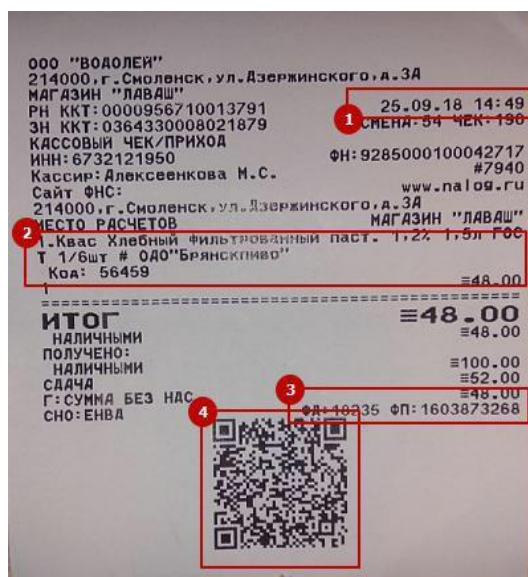 ООО "ВОДОЛЕЙ"
214000,г.Смоленск,ул.Дзержинского,д.3А
МАГАЗИН "ЛАВАШ"
РН ККТ:0000956710013791 25.09.18 14:49
ЗН ККТ:0364330008021879 СМЕНА:54 ЧЕК:190
КАССОВЫЙ ЧЕК/ПРИХОД
ИНН:6732121950 ФН:9285000100042717
Кассир:Алексеенкова М.С. #7940
Сайт ФНС: www.nalog.ru
214000,г.Смоленск,ул.Дзержинского,д.3А
МЕСТО РАСЧЕТОВ МАГАЗИН "ЛАВАШ"
1.Квас Хлебный Фильтрованный паст. 1,2% 1,5л ГОС
Т 1/6шт # ОАО"Брянскпиво"
Код: 56459
1 ≡48.00
ИТОГ ≡48.00
НАЛИЧНЫМИ ≡48.00
ПОЛУЧЕНО:
НАЛИЧНЫМИ ≡100.00
СДАЧА ≡52.00
Г:СУММА БЕЗ НДС ≡48.00
СНО:ЕНВД ФД:18235 ФП:1603873268
1
2
3
4